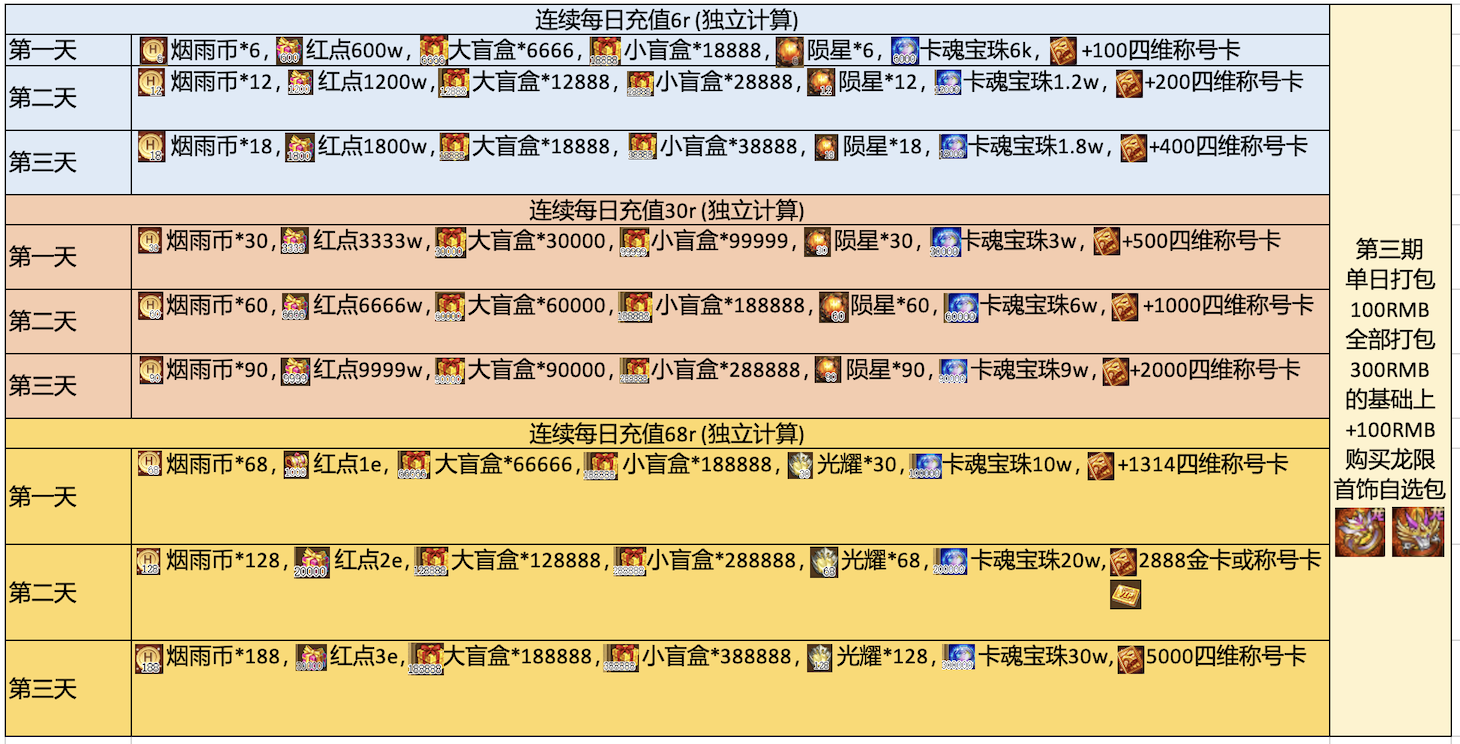 连续每日充值6r (独立计算)
第一天
烟雨币*6, 红点600w, 大盲盒*6666, 小盲盒*18888, 陨星*6, 卡魂宝珠6k, +100四维称号卡
第二天
烟雨币*12, 红点1200w, 大盲盒*12888, 小盲盒*28888, 陨星*12, 卡魂宝珠1.2w, +200四维称号卡
第三天
烟雨币*18, 红点1800w, 大盲盒*18888, 小盲盒*38888, 陨星*18, 卡魂宝珠1.8w, +400四维称号卡
连续每日充值30r (独立计算)
第一天
烟雨币*30, 红点3333w, 大盲盒*30000, 小盲盒*99999, 陨星*30, 卡魂宝珠3w, +500四维称号卡
第二天
烟雨币*60, 红点6666w, 大盲盒*60000, 小盲盒*188888, 陨星*60, 卡魂宝珠6w, +1000四维称号卡
第三天
烟雨币*90, 红点9999w, 大盲盒*90000, 小盲盒*288888, 陨星*90, 卡魂宝珠9w, +2000四维称号卡
连续每日充值68r (独立计算)
第一天
烟雨币*68, 红点1e, 大盲盒*66666, 小盲盒*188888, 光耀*30, 卡魂宝珠10w, +1314四维称号卡
第二天
烟雨币*128, 红点2e, 大盲盒*128888, 小盲盒*288888, 光耀*68, 卡魂宝珠20w, 2888金卡或称号卡
第三天
烟雨币*188, 红点3e, 大盲盒*188888, 小盲盒*388888, 光耀*128, 卡魂宝珠30w, 5000四维称号卡
第三期
单日打包
100RMB
全部打包
300RMB
的基础上
+100RMB
购买龙限
首饰自选包